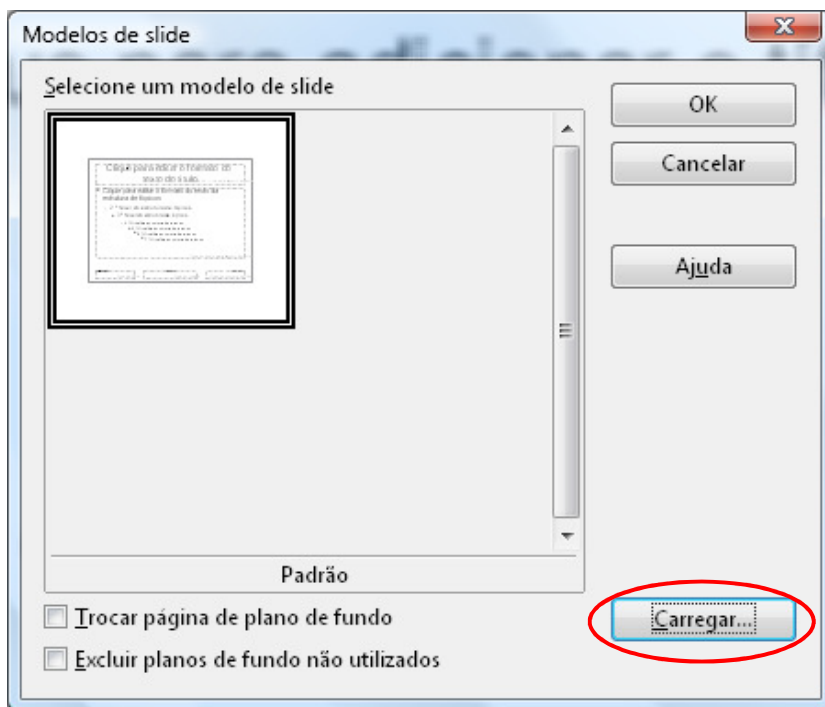 Modelos de slide
Selecione um modelo de slide
OK
Cancelar
Ajuda
Padrão
Trocar página de plano de fundo
Carregar...
Excluir planos de fundo não utilizados